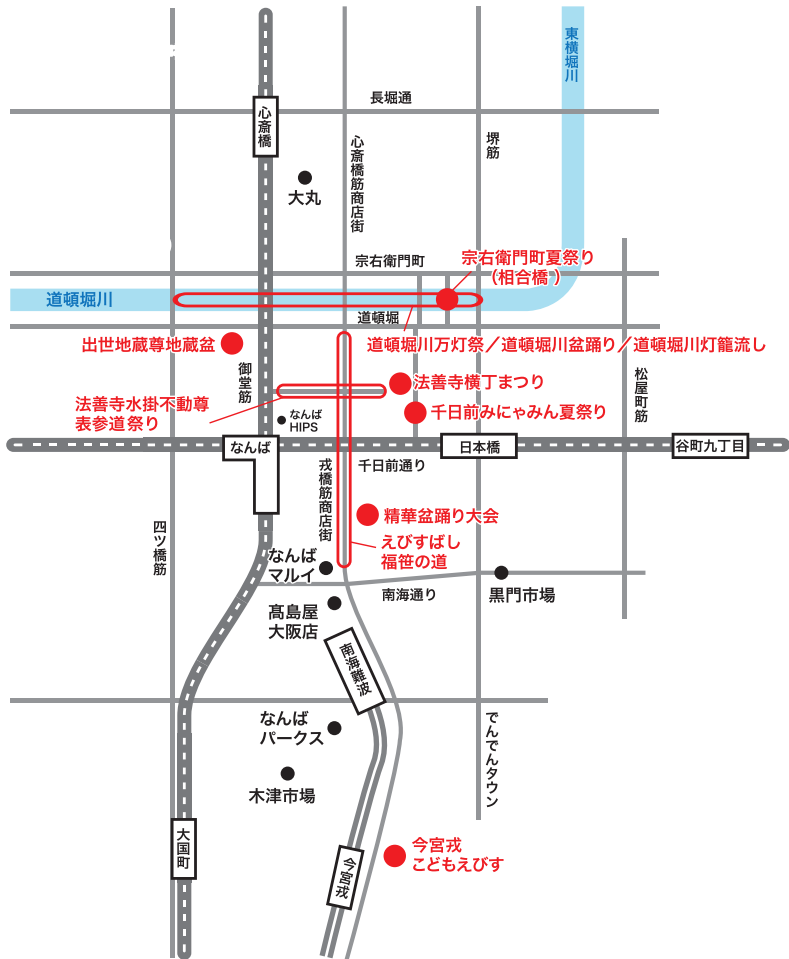 東横堀川
長堀通
心斎橋
心斎橋筋商店街
堺筋
大丸
宗右衛門町
宗右衛門町夏祭り
(相合橋 )
道頓堀川
道頓堀
道頓堀川万灯祭／道頓堀川盆踊り／道頓堀川灯籠流し
出世地蔵尊地蔵盆
御堂筋
松屋町筋
法善寺横丁まつり
法善寺水掛不動尊
表参道祭り
千日前みにゃみん夏祭り
なんば
HIPS
なんば
日本橋
谷町九丁目
千日前通り
戎橋筋商店街
四ツ橋筋
精華盆踊り大会
えびすばし
福笹の道
なんば
マルイ
南海通り
黒門市場
髙島屋
大阪店
南海難波
なんば
パークス
でんでんタウン
木津市場
大国町
今宮戎
今宮戎
こどもえびす